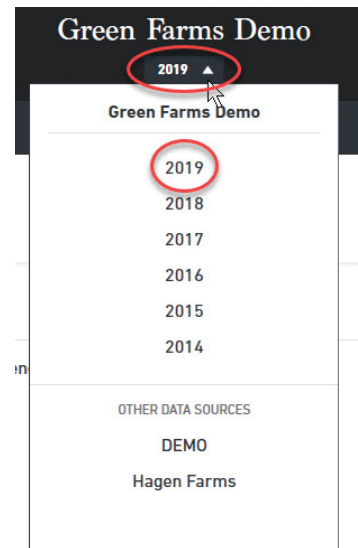 Green Farms Demo
2019
Green Farms Demo
2019
2018
2017
2016
2015
2014
OTHER DATA SOURCES
DEMO
Hagen Farms